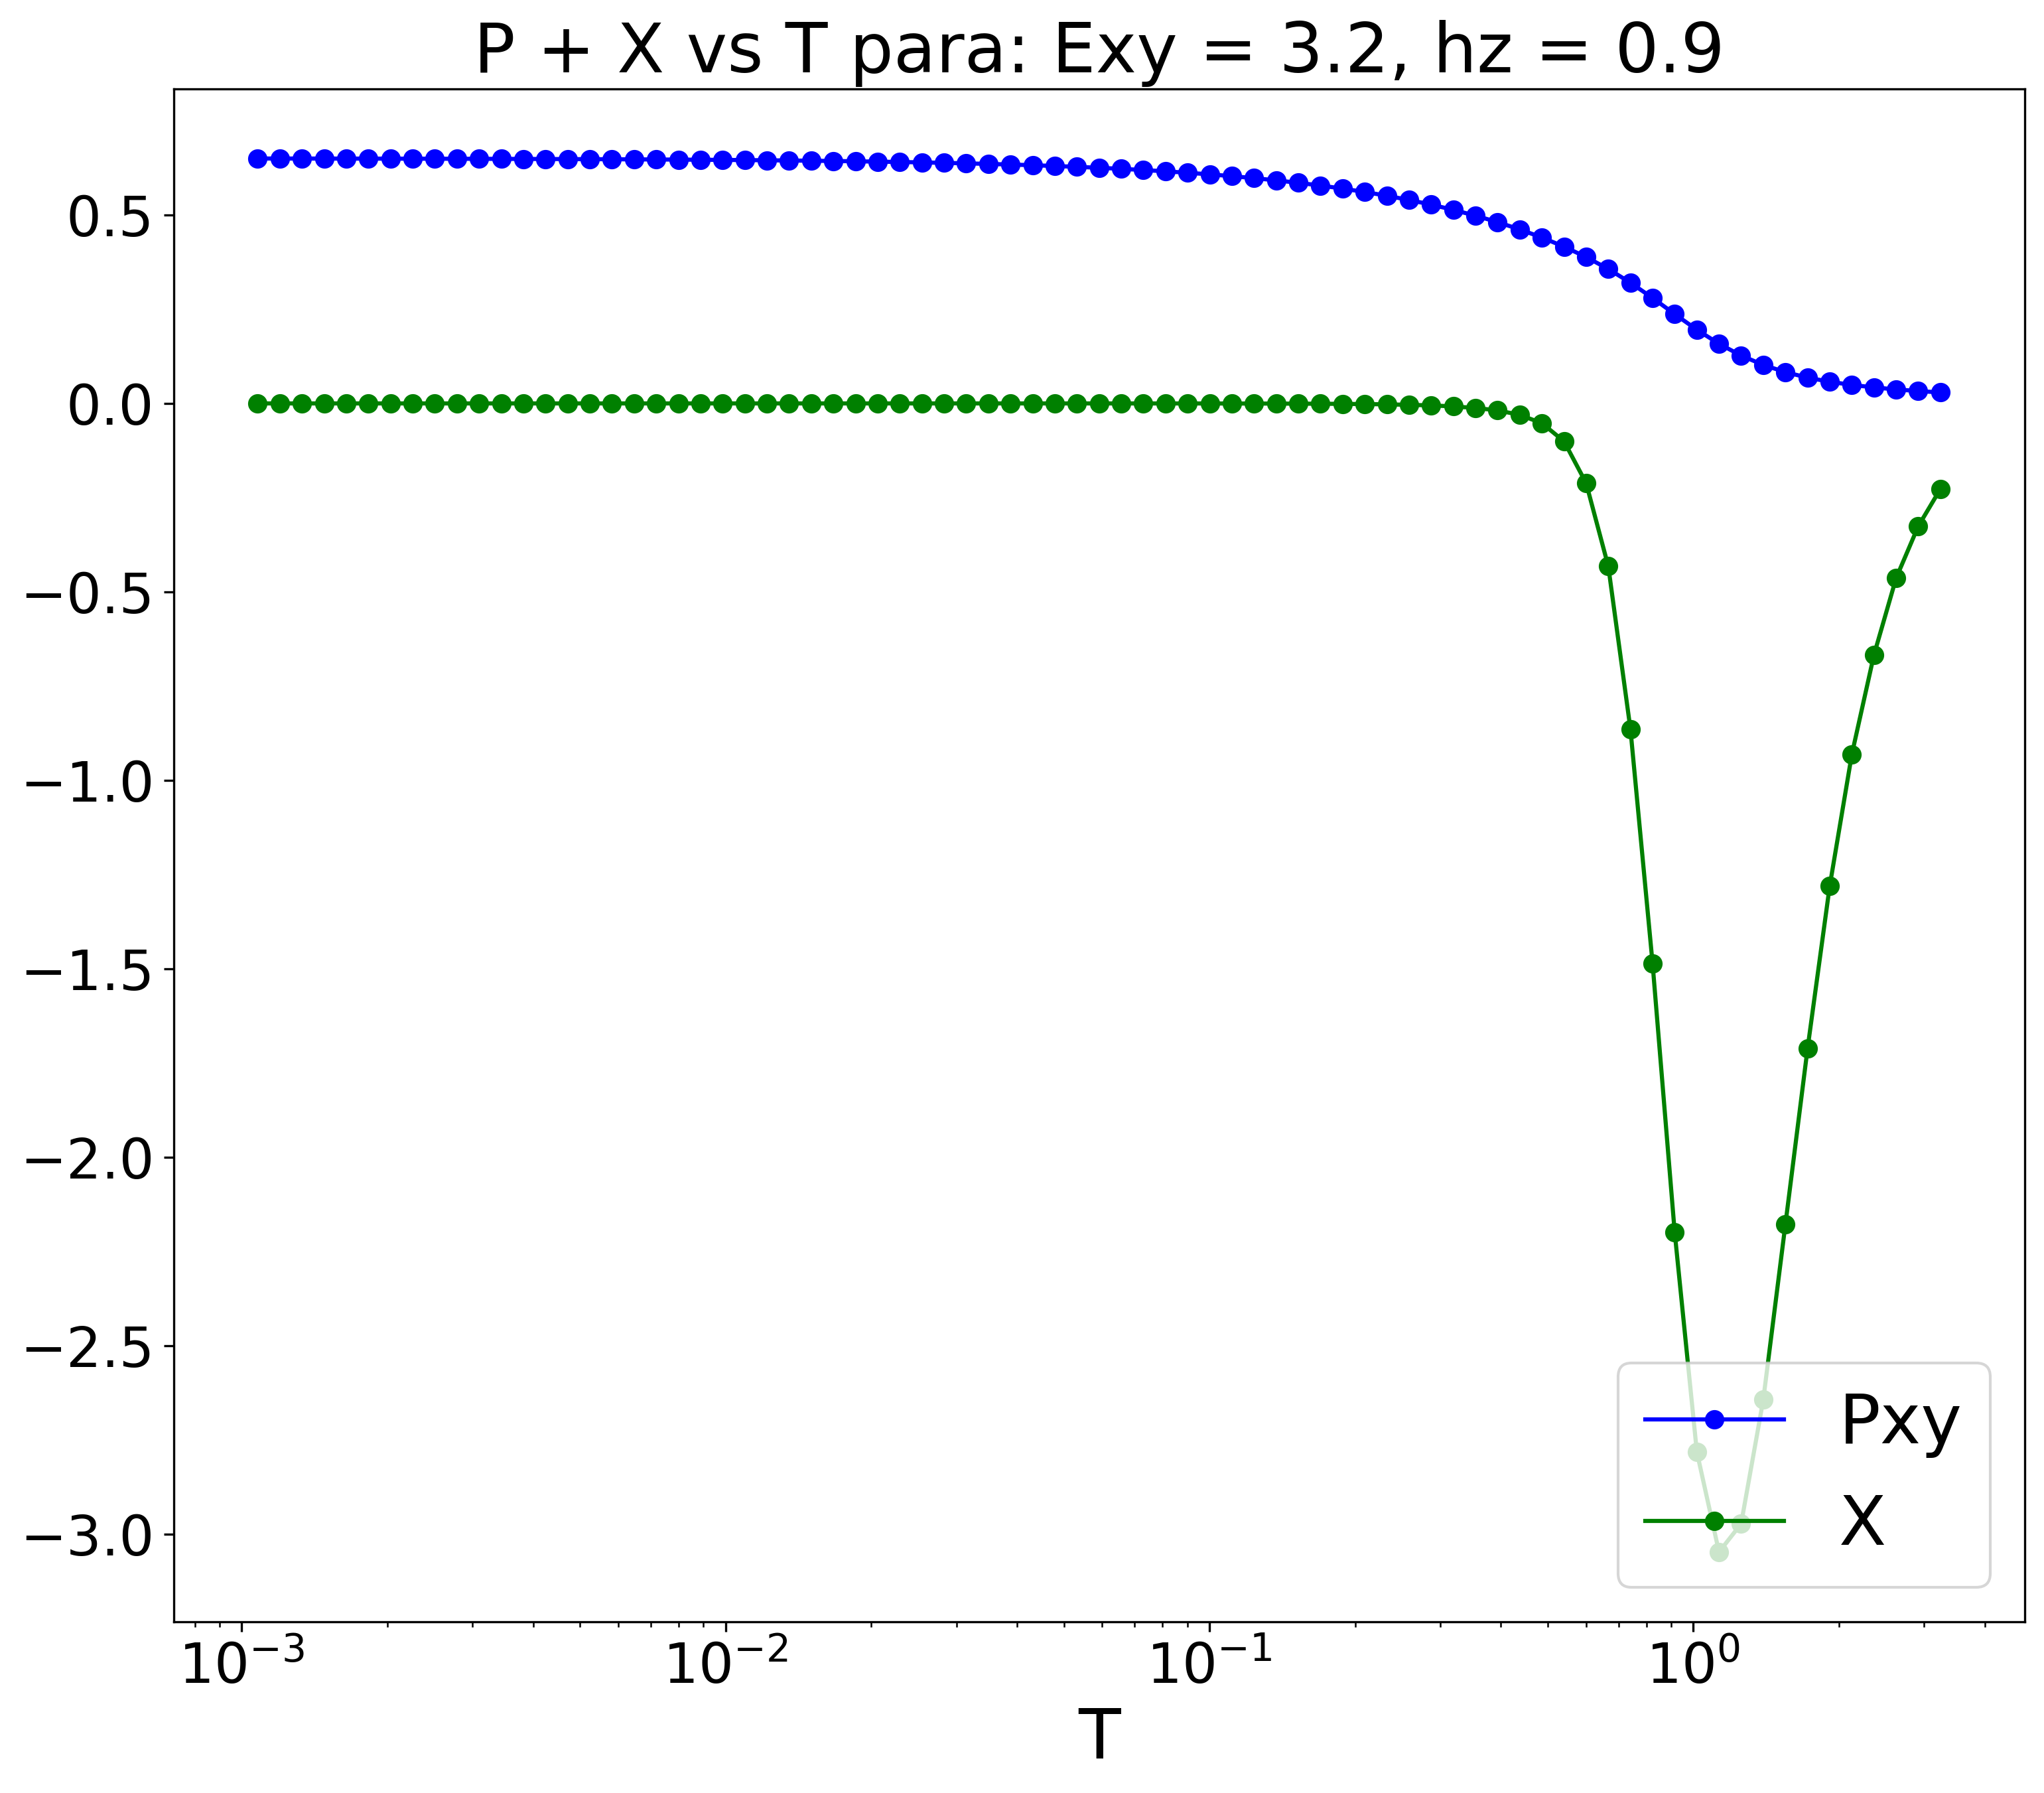 P + X vs T para: Exy = 3.2, hz = 0.9
0.5
0.0
−0.5
−1.0
−1.5
−2.0
−2.5
−3.0
Pxy
X
10⁻³ 10⁻² 10⁻¹ 10⁰
T